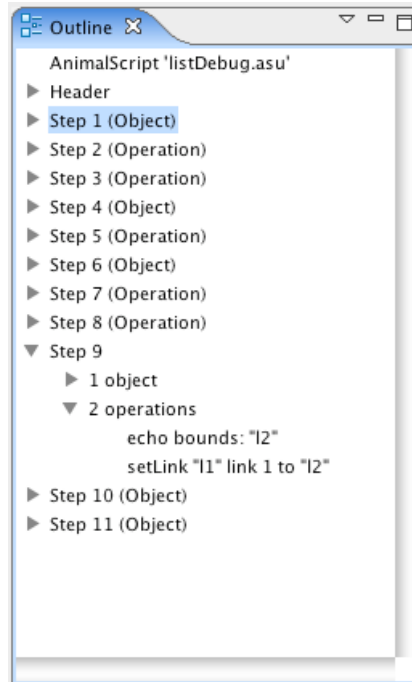 Outline
AnimalScript 'listDebug.asu'
Header
Step 1 (Object)
Step 2 (Operation)
Step 3 (Operation)
Step 4 (Object)
Step 5 (Operation)
Step 6 (Object)
Step 7 (Operation)
Step 8 (Operation)
Step 9
1 object
2 operations
echo bounds: "l2"
setLink "l1" link 1 to "l2"
Step 10 (Object)
Step 11 (Object)